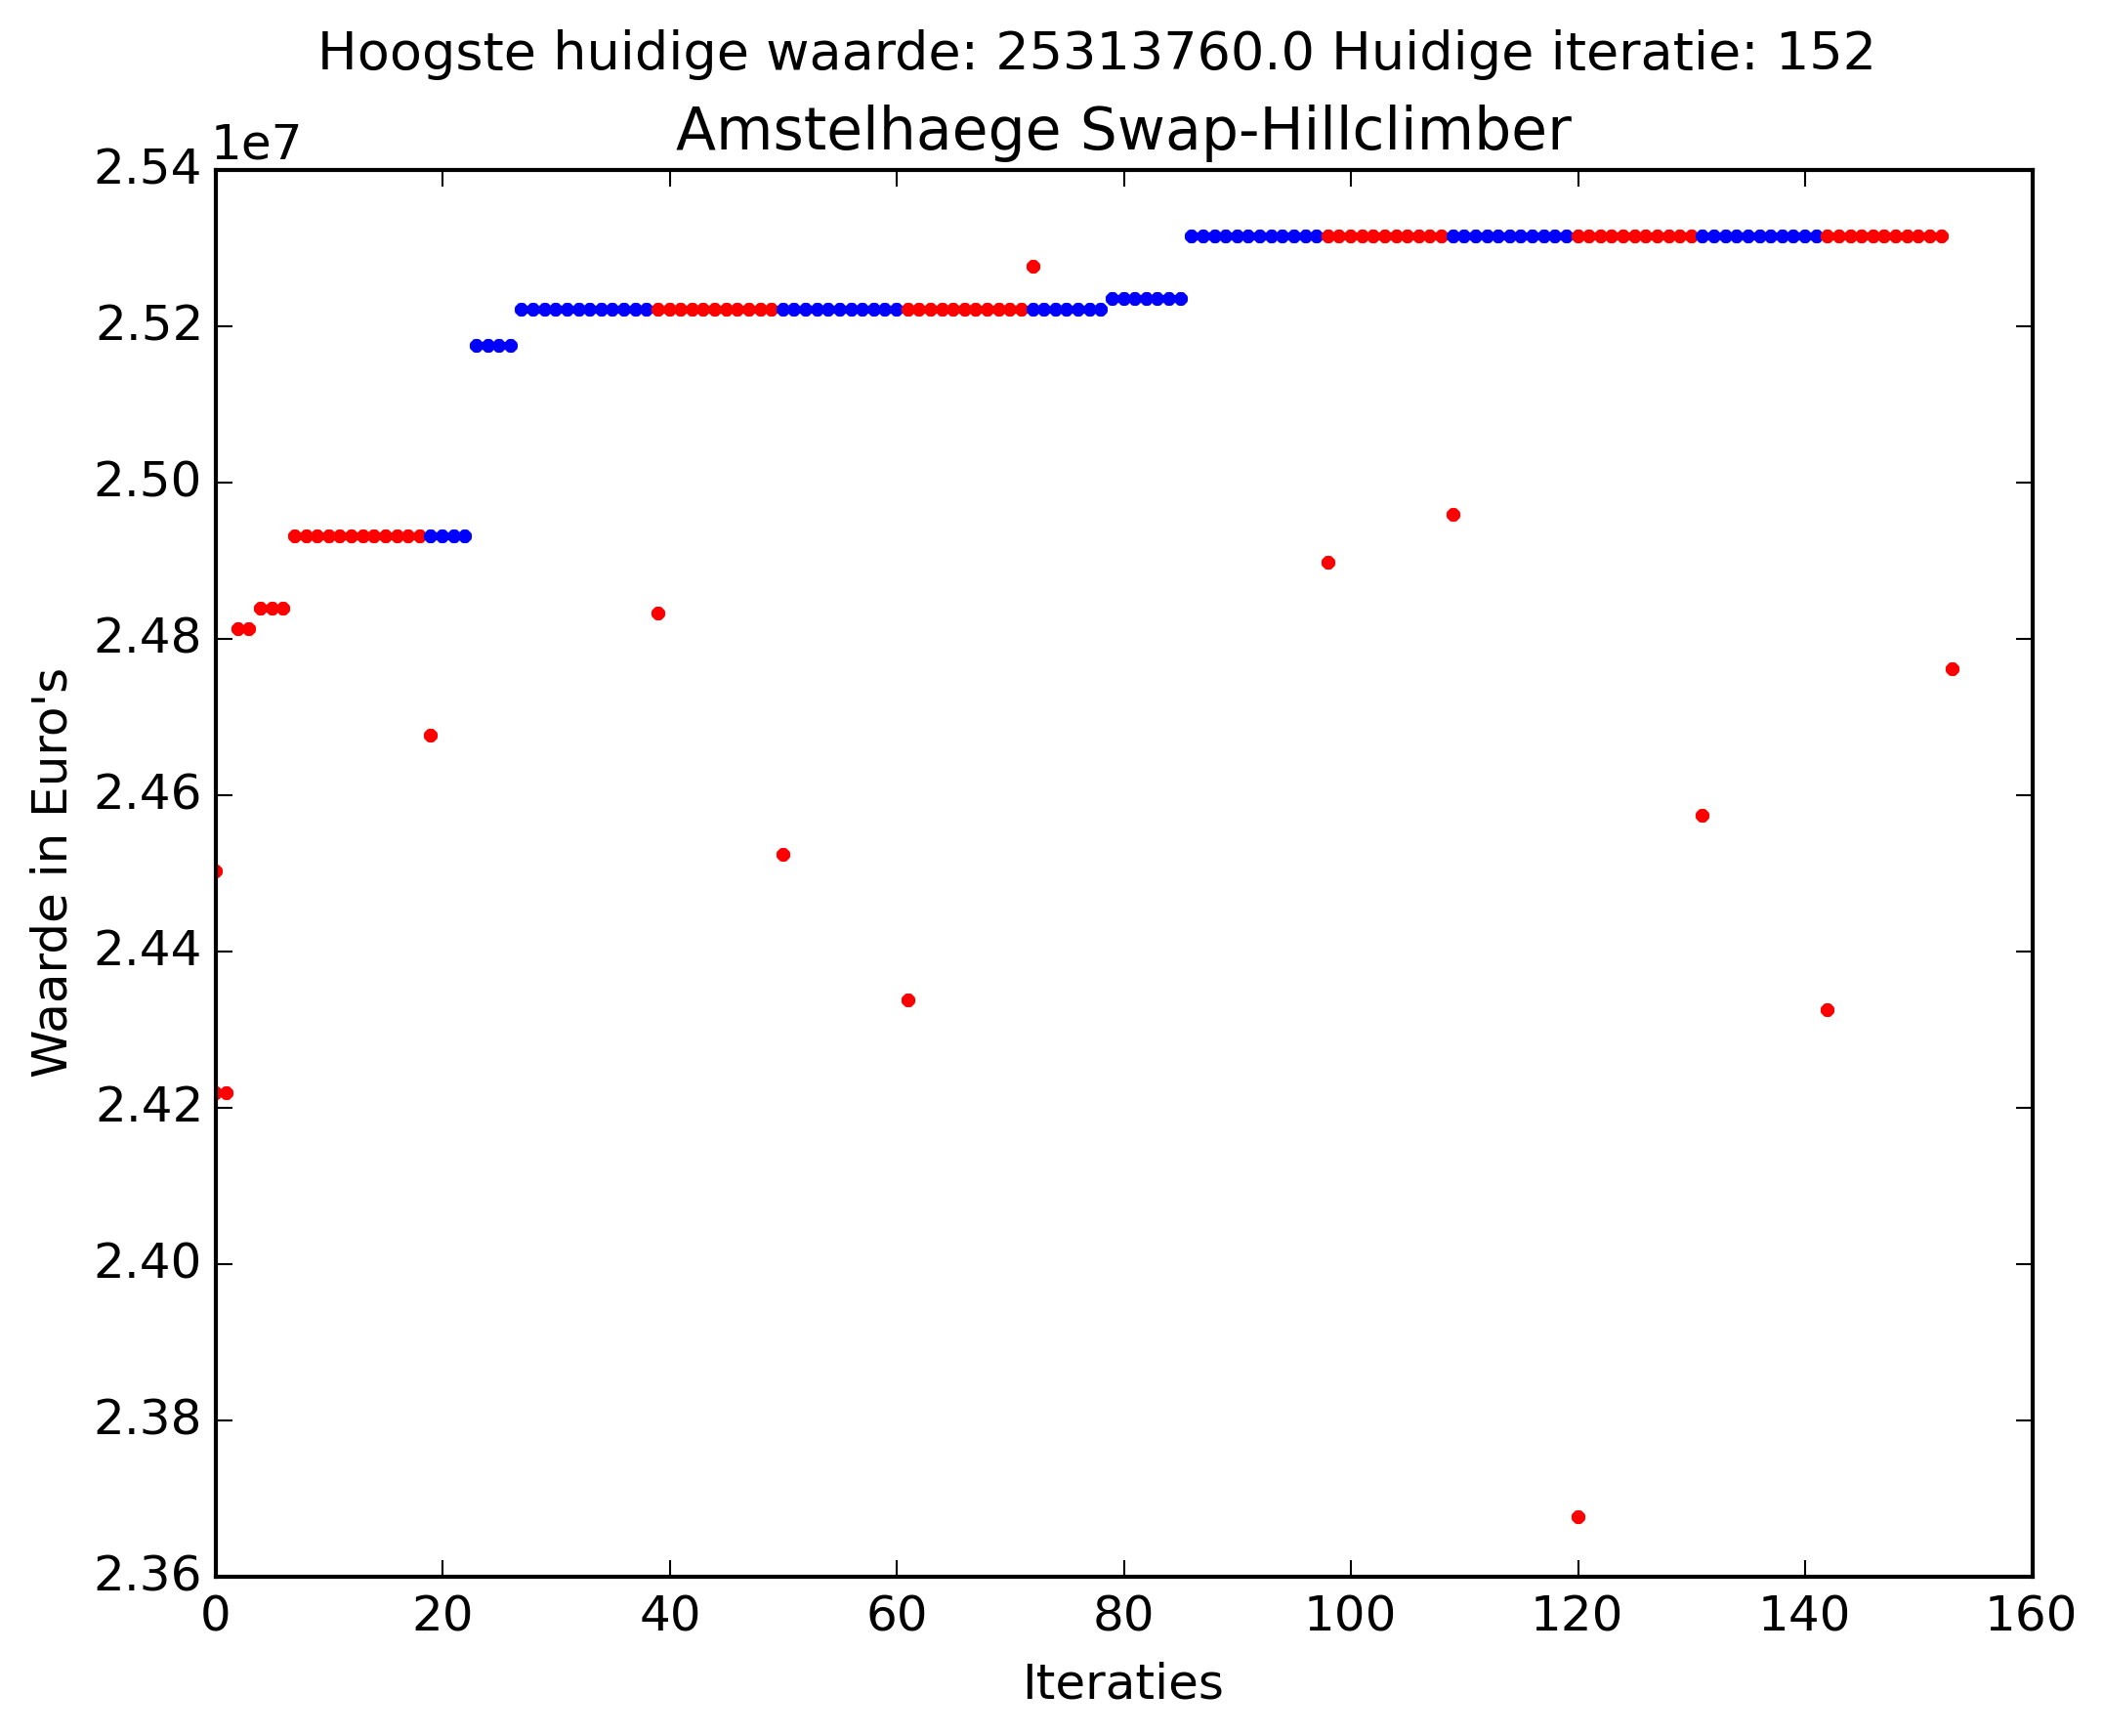 Hoogste huidige waarde: 25313760.0 Huidige iteratie: 152
Amstelhaege Swap-Hillclimber
1e7
2.54
2.52
2.50
2.48
2.46
2.44
2.42
2.40
2.38
2.36
Waarde in Euro's
0 20 40 60 80 100 120 140 160
Iteraties